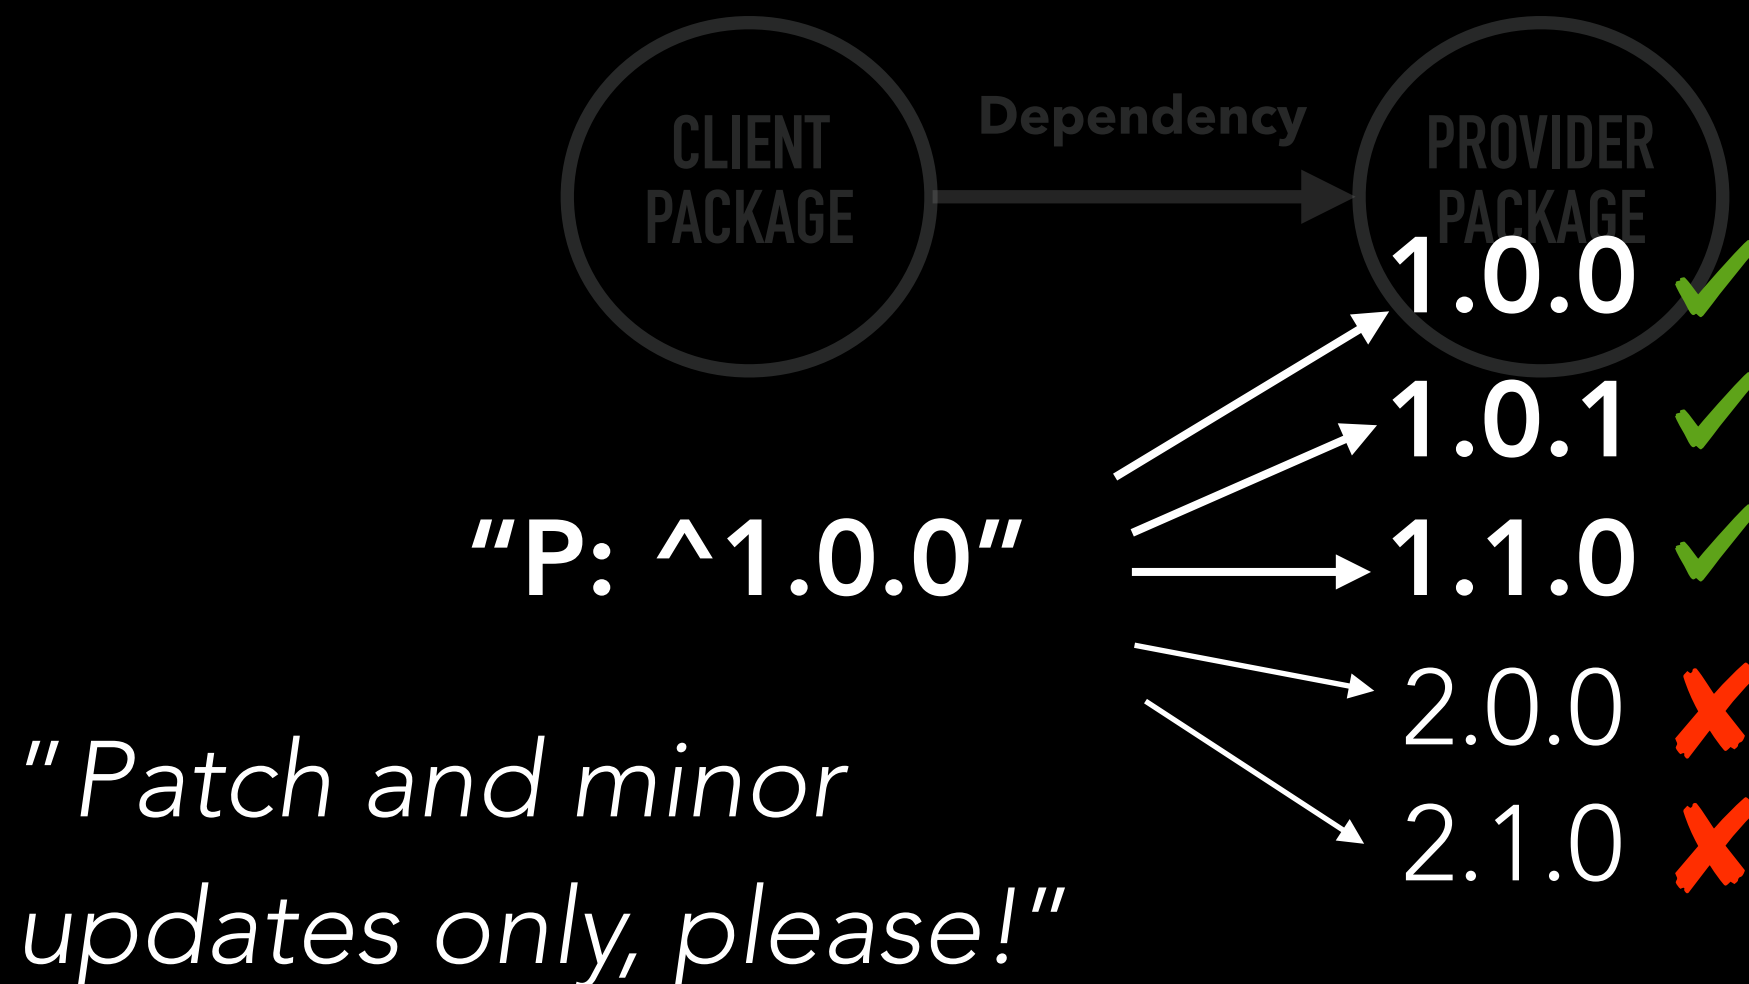 CLIENT
PACKAGE
Dependency
PROVIDER
PACKAGE
1.0.0 ✓
1.0.1 ✓
"P: ^1.0.0"
1.1.0 ✓
2.0.0 ✘
2.1.0 ✘
"Patch and minor
updates only, please!"